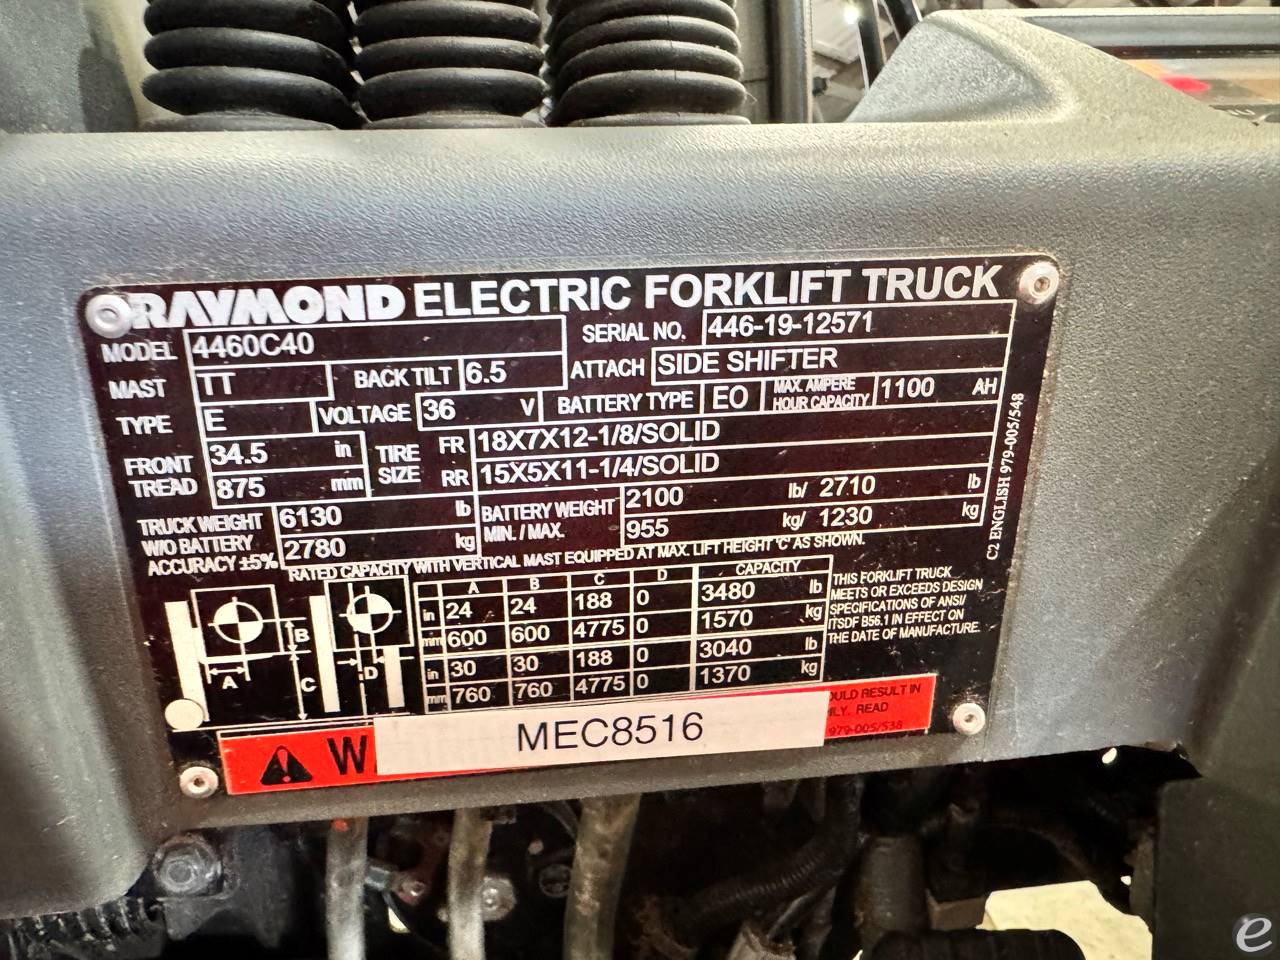 RAYMOND ELECTRIC FORKLIFT TRUCK
MODEL 4460C40 SERIAL NO. 446-19-12571
MAST TT BACK TILT 6.5 ATTACH SIDE SHIFTER
TYPE E VOLTAGE 36 V BATTERY TYPE EO MAX. AMPERE HOUR CAPACITY 1100 AH
FRONT TREAD 34.5 in TIRE SIZE FR 18X7X12-1/8/SOLID
875 mm RR 15X5X11-1/4/SOLID
TRUCK WEIGHT W/O BATTERY ACCURACY ±5% 6130 lb BATTERY WEIGHT MIN. / MAX. 2100 lb/ 2710 lb
2780 kg 955 kg/ 1230 kg
RATED CAPACITY WITH VERTICAL MAST EQUIPPED AT MAX. LIFT HEIGHT 'C' AS SHOWN.
A B C D CAPACITY
in 24 24 188 0 3480 lb
mm 600 600 4775 0 1570 kg
in 30 30 188 0 3040 lb
mm 760 760 4775 0 1370 kg
A B C D
THIS FORKLIFT TRUCK
MEETS OR EXCEEDS DESIGN
SPECIFICATIONS OF ANSI/
ITSDF B56.1 IN EFFECT ON
THE DATE OF MANUFACTURE.
C2 ENGLISH 979-005/548
W
MEC8516
RESULT IN
READ
979-005/538
e